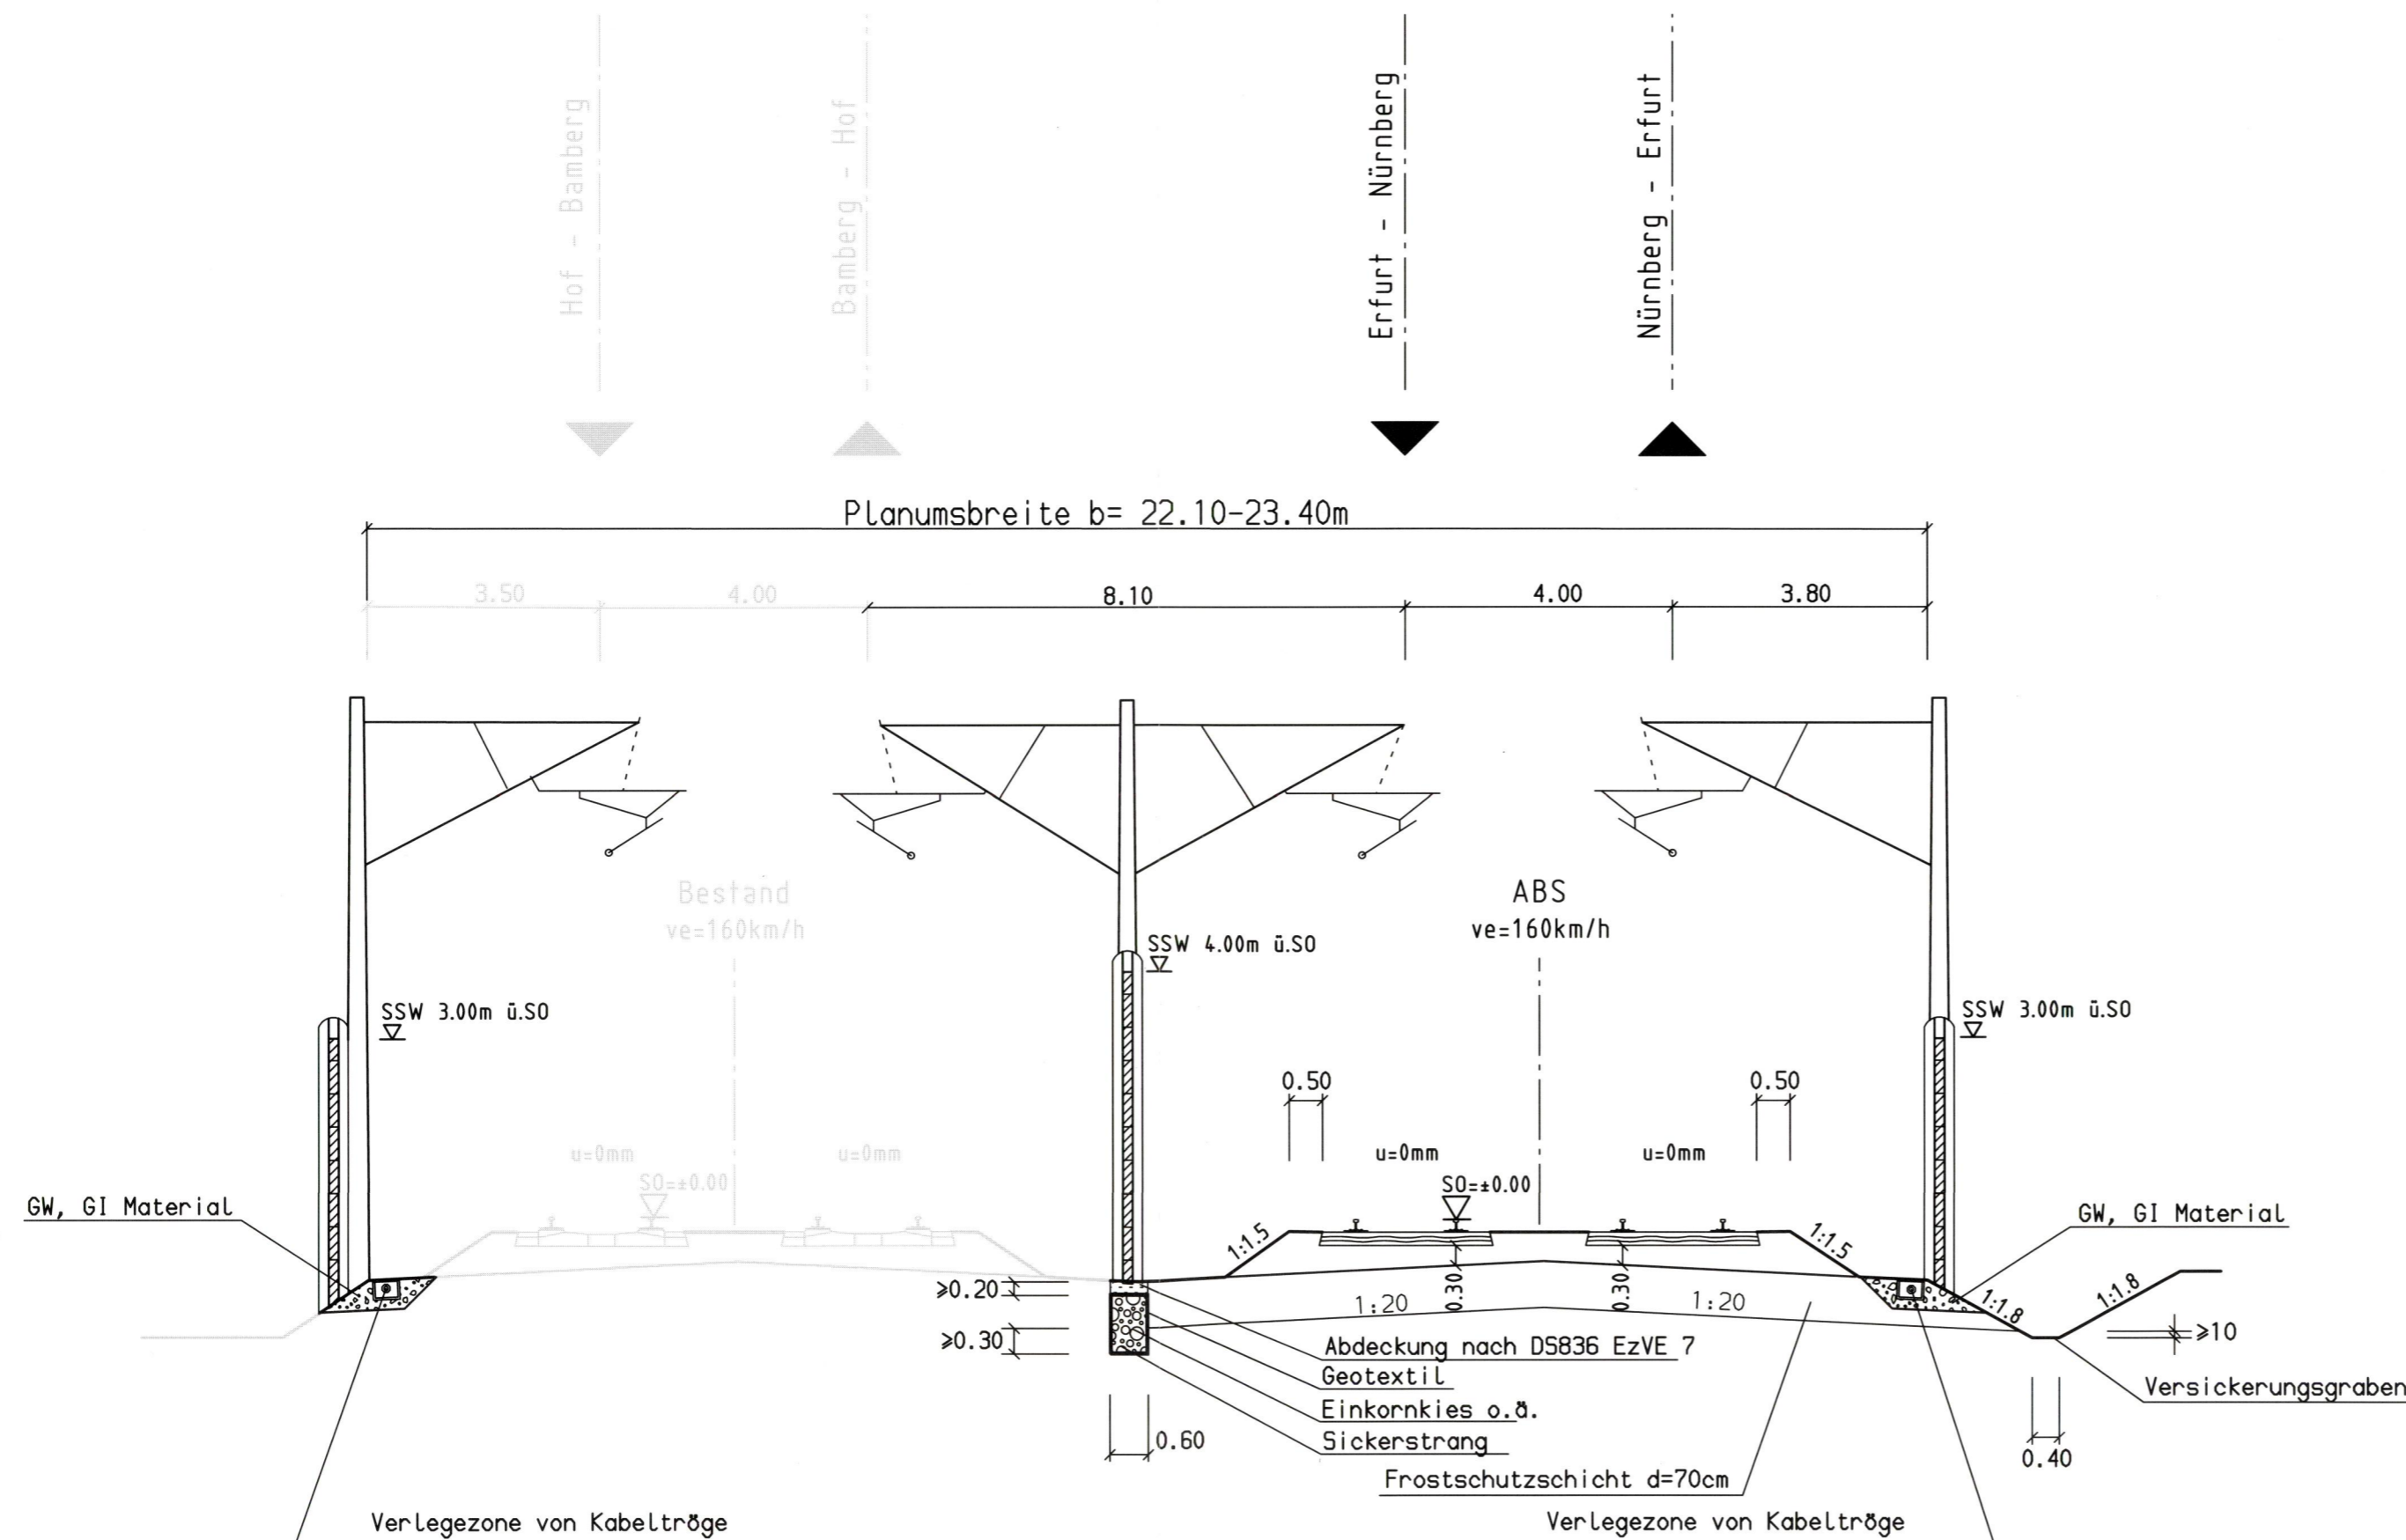 Hof - Bamberg
Bamberg - Hof
Erfurt - Nürnberg
Nürnberg - Erfurt
Planumsbreite b= 22.10-23.40m
3.50
4.00
8.10
4.00
3.80
Bestand
ve=160km/h
ABS
ve=160km/h
SSW 4.00m ü.SO
SSW 3.00m ü.SO
SSW 3.00m ü.SO
0.50
0.50
u=0mm
u=0mm
u=0mm
u=0mm
SO=±0.00
SO=±0.00
GW, GI Material
GW, GI Material
1:1.5
1:1.5
1:1.8
1:1.8
≥0.20
≥0.30
0.30
0.30
1:20
1:20
≥10
Abdeckung nach DS836 EzVE 7
Geotextil
Einkornkies o.ä.
Sickerstrang
Versickerungsgraben
0.60
0.40
Frostschutzschicht d=70cm
Verlegezone von Kabeltröge
Verlegezone von Kabeltröge